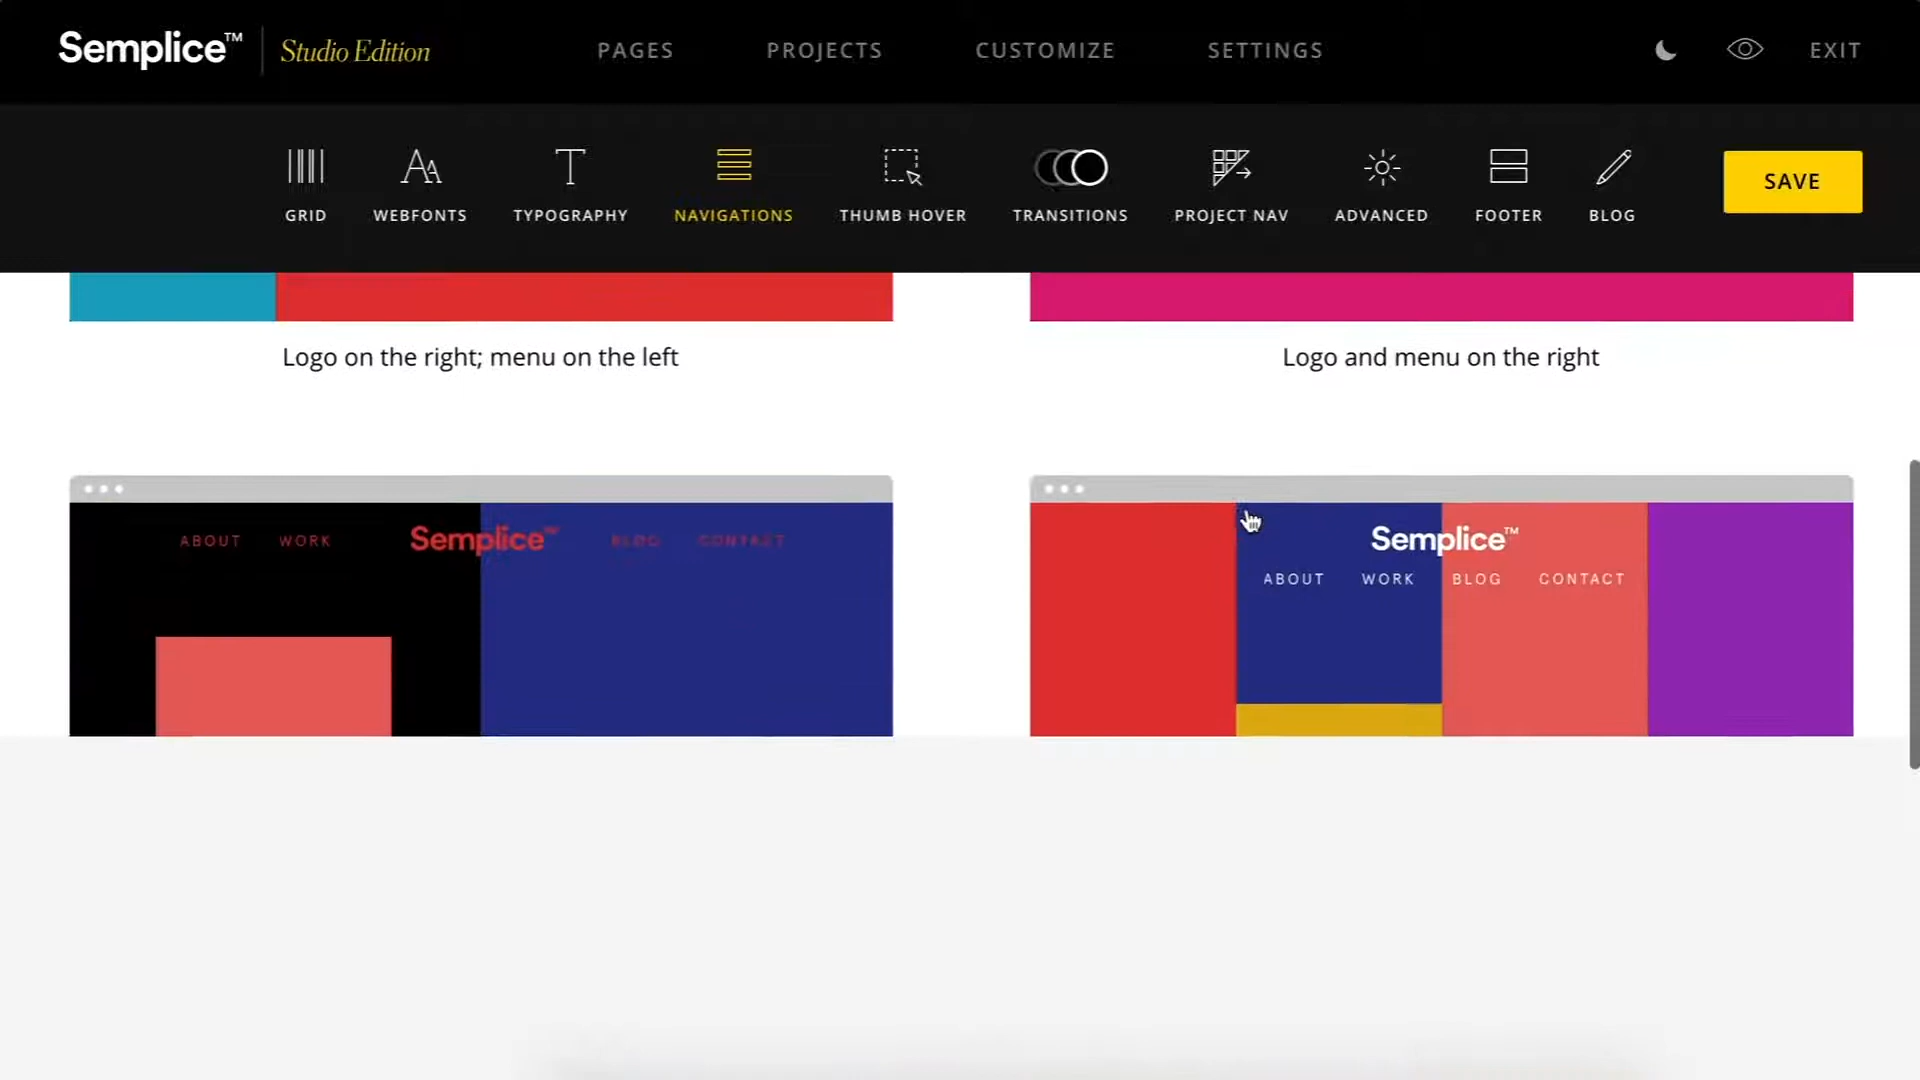 Semplice™ Studio Edition PAGES PROJECTS CUSTOMIZE SETTINGS EXIT
GRID WEBFONTS TYPOGRAPHY NAVIGATIONS THUMB HOVER TRANSITIONS PROJECT NAV ADVANCED FOOTER BLOG SAVE
Logo on the right; menu on the left
Logo and menu on the right
ABOUT WORK Semplice™ BLOG CONTACT
Semplice™
ABOUT WORK BLOG CONTACT